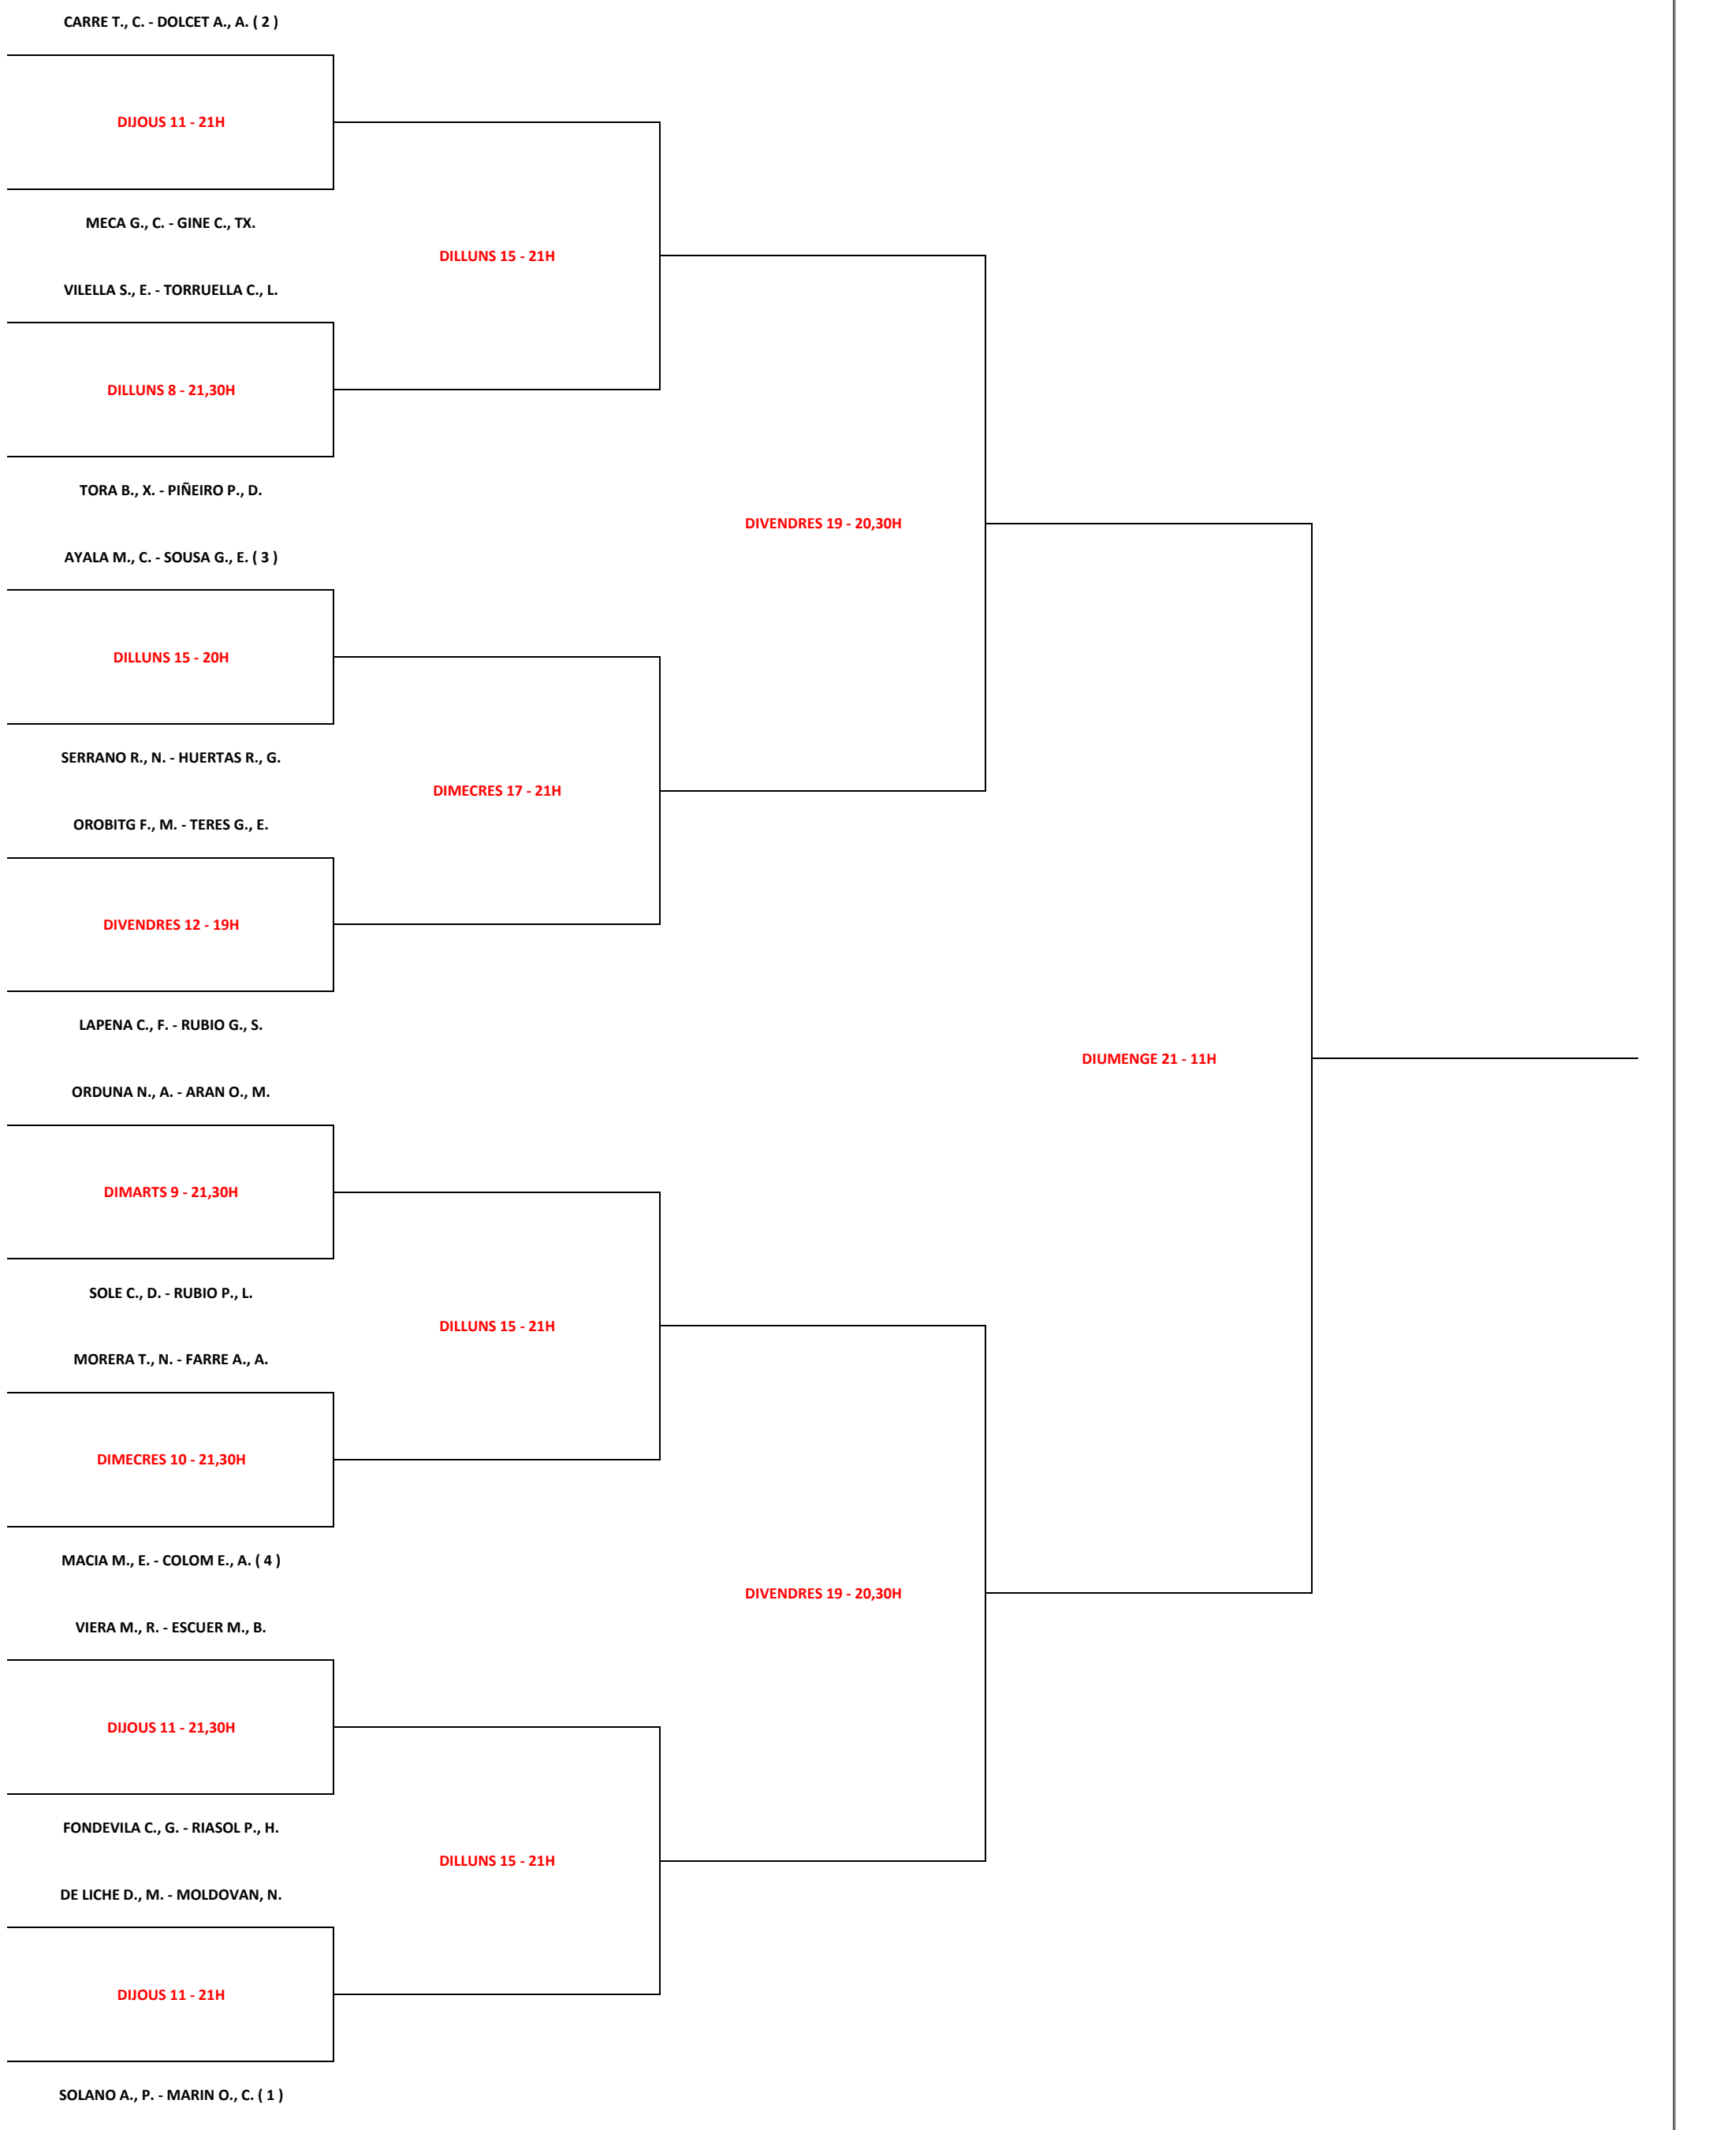 CARRE T., C. - DOLCET A., A. ( 2 )
DIJOUS 11 - 21H
MECA G., C. - GINE C., TX.
DILLUNS 15 - 21H
VILELLA S., E. - TORRUELLA C., L.
DILLUNS 8 - 21,30H
TORA B., X. - PIÑEIRO P., D.
DIVENDRES 19 - 20,30H
AYALA M., C. - SOUSA G., E. ( 3 )
DILLUNS 15 - 20H
SERRANO R., N. - HUERTAS R., G.
DIMECRES 17 - 21H
OROBITG F., M. - TERES G., E.
DIVENDRES 12 - 19H
LAPENA C., F. - RUBIO G., S.
DIUMENGE 21 - 11H
ORDUNA N., A. - ARAN O., M.
DIMARTS 9 - 21,30H
SOLE C., D. - RUBIO P., L.
DILLUNS 15 - 21H
MORERA T., N. - FARRE A., A.
DIMECRES 10 - 21,30H
MACIA M., E. - COLOM E., A. ( 4 )
DIVENDRES 19 - 20,30H
VIERA M., R. - ESCUER M., B.
DIJOUS 11 - 21,30H
FONDEVILA C., G. - RIASOL P., H.
DILLUNS 15 - 21H
DE LICHE D., M. - MOLDOVAN, N.
DIJOUS 11 - 21H
SOLANO A., P. - MARIN O., C. ( 1 )